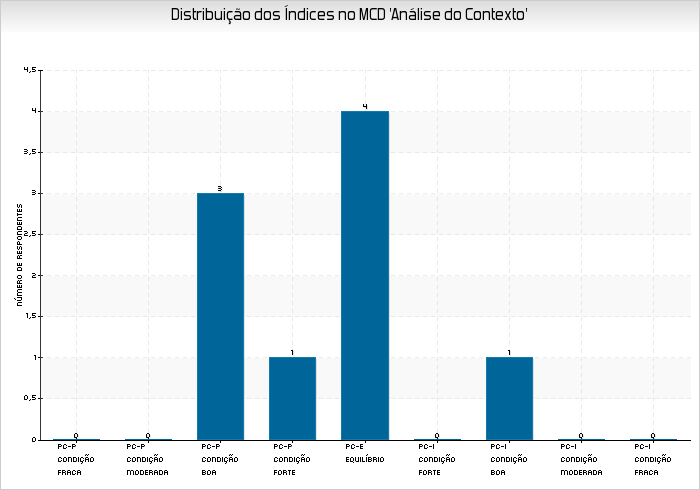 Distribuição dos Índices no MCD 'Análise do Contexto'
NÚMERO DE RESPONDENTES
4,5
4
3,5
3
2,5
2
1,5
1
0,5
0
0
0
3
1
4
0
1
0
0
PC-P
CONDIÇÃO
FRACA
PC-P
CONDIÇÃO
MODERADA
PC-P
CONDIÇÃO
BOA
PC-P
CONDIÇÃO
FORTE
PC-E
EQUILÍBRIO
PC-I
CONDIÇÃO
FORTE
PC-I
CONDIÇÃO
BOA
PC-I
CONDIÇÃO
MODERADA
PC-I
CONDIÇÃO
FRACA